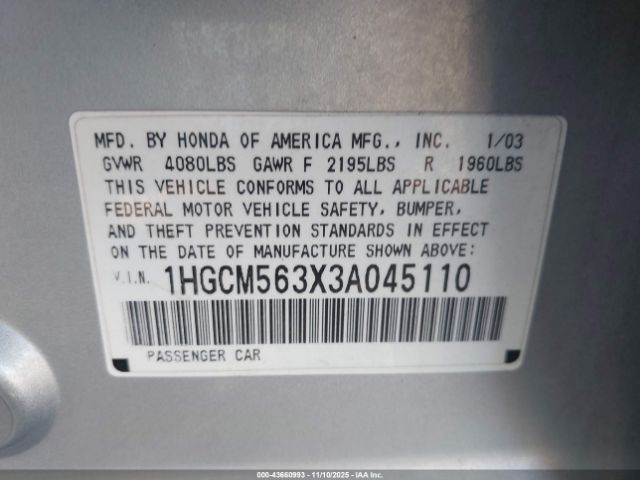 MFD. BY HONDA OF AMERICA MFG., INC. 1/03
GVWR 4080LBS GAWR F 2195LBS R 1960LBS
THIS VEHICLE CONFORMS TO ALL APPLICABLE
FEDERAL MOTOR VEHICLE SAFETY, BUMPER,
AND THEFT PREVENTION STANDARDS IN EFFECT
ON THE DATE OF MANUFACTURE SHOWN ABOVE:
V.I.N. 1HGCM563X3A045110
PASSENGER CAR
000-43660993 - 11/10/2025 - IAAI.COM